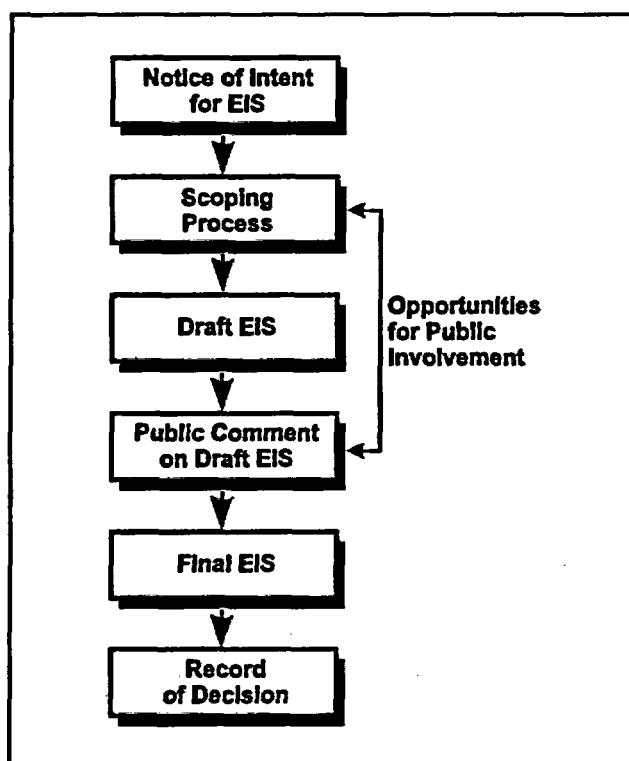 Notice of Intent
for EIS
Scoping
Process
Opportunities
for Public
Involvement
Draft EIS
Public Comment
on Draft EIS
Final EIS
Record
of Decision